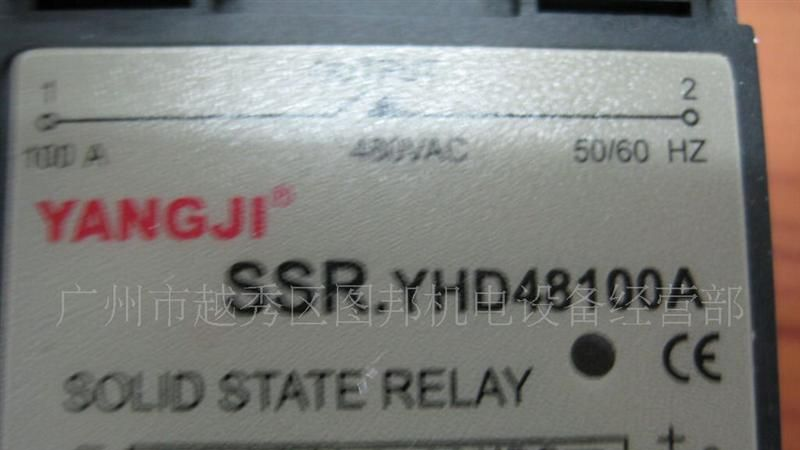 OUTPUT
1 2
100 A 480VAC 50/60 HZ
YANGJI®
SSR.YHD48100A
广州市越秀区图邦机电设备经营部
CE
SOLID STATE RELAY
+